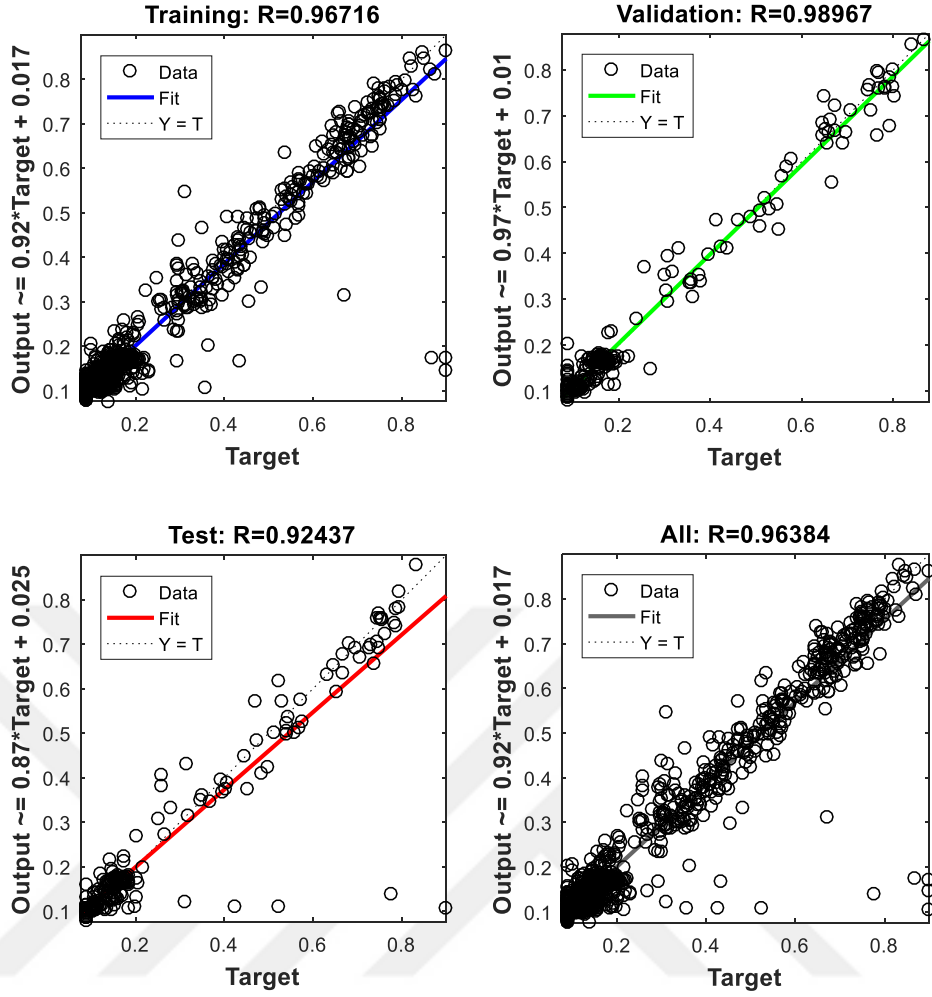 Training: R=0.96716
Output ~= 0.92*Target + 0.017
0.8
0.7
0.6
0.5
0.4
0.3
0.2
0.1
Data
Fit
Y = T
0.2 0.4 0.6 0.8
Target
Validation: R=0.98967
Output ~= 0.97*Target + 0.01
0.8
0.7
0.6
0.5
0.4
0.3
0.2
0.1
Data
Fit
Y = T
0.2 0.4 0.6 0.8
Target
Test: R=0.92437
Output ~= 0.87*Target + 0.025
0.8
0.7
0.6
0.5
0.4
0.3
0.2
0.1
Data
Fit
Y = T
0.2 0.4 0.6 0.8
Target
All: R=0.96384
Output ~= 0.92*Target + 0.017
0.8
0.7
0.6
0.5
0.4
0.3
0.2
0.1
Data
Fit
Y = T
0.2 0.4 0.6 0.8
Target